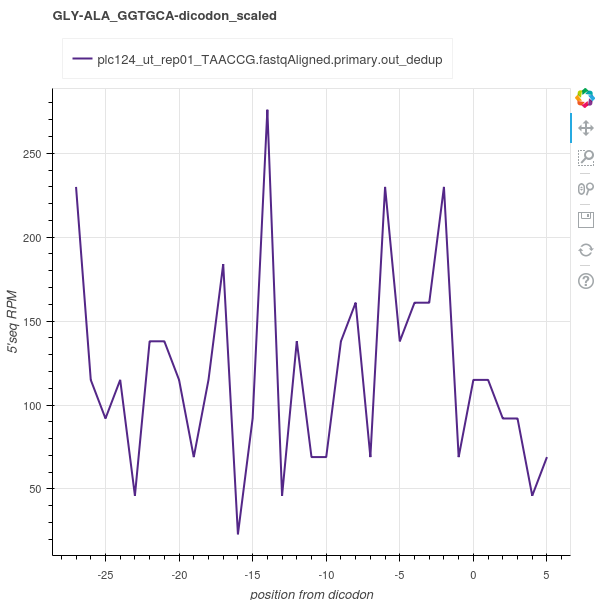 GLY-ALA_GGTGCA-dicodon_scaled
plc124_ut_rep01_TAACCG.fastqAligned.primary.out_dedup
250
200
150
100
50
5'seq RPM
-25 -20 -15 -10 -5 0 5
position from dicodon
?